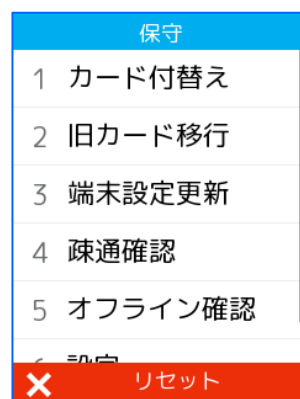 保守
1 カード付替え
2 旧カード移行
3 端末設定更新
4 疎通確認
5 オフライン確認
リセット